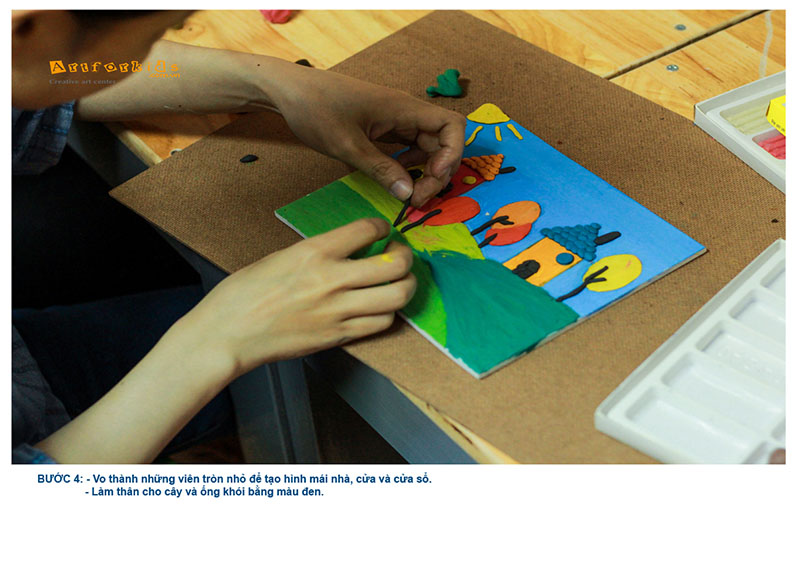 Artforkids
Creative art center
BƯỚC 4: - Vo thành những viên tròn nhỏ để tạo hình mái nhà, cửa và cửa sổ.
- Làm thân cho cây và ống khói bằng màu đen.